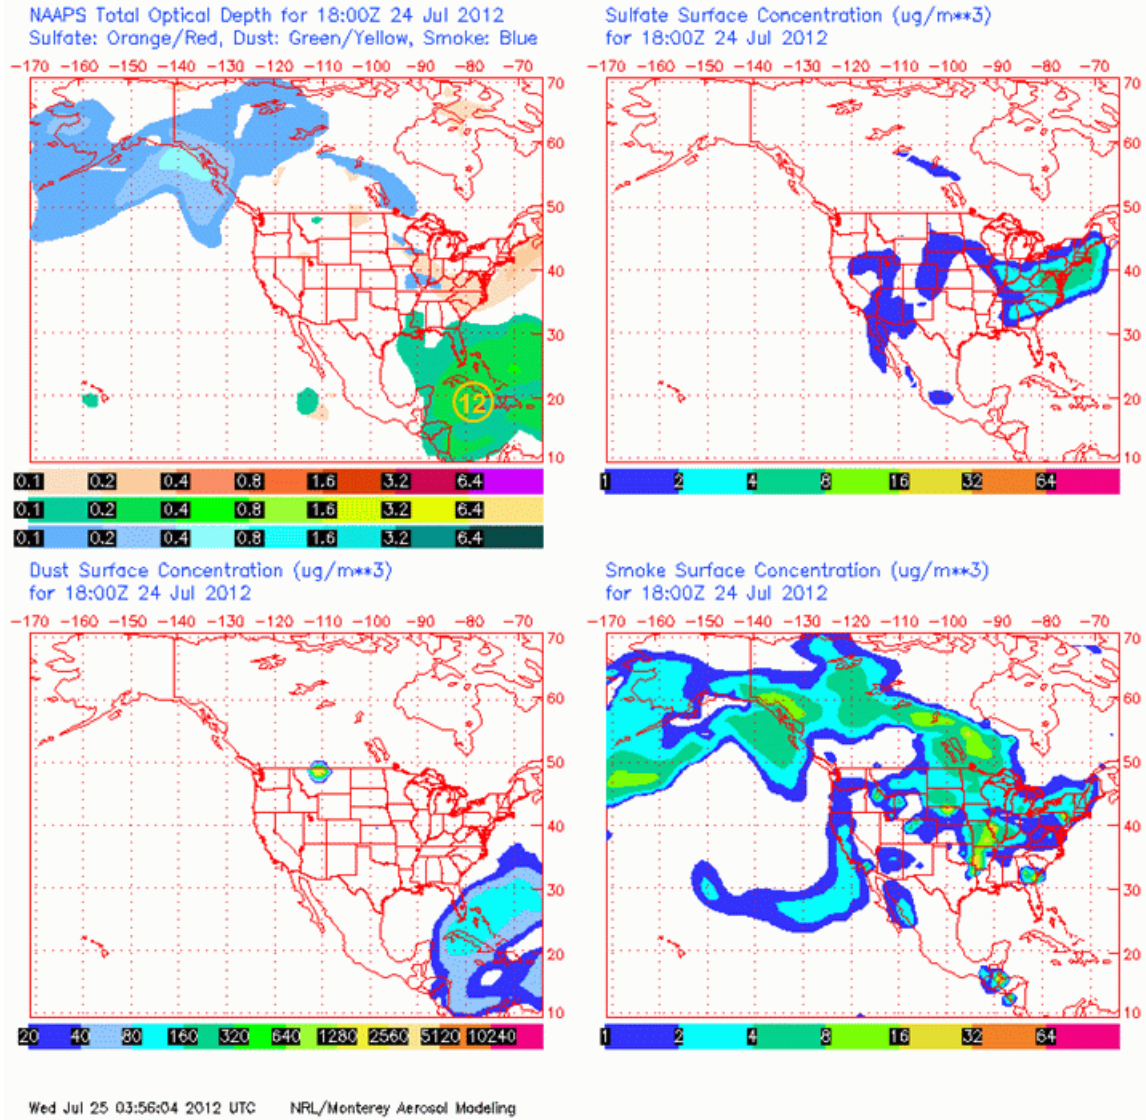 NAAPS Total Optical Depth for 18:00Z 24 Jul 2012
Sulfate: Orange/Red, Dust: Green/Yellow, Smoke: Blue
-170 -160 -150 -140 -130 -120 -110 -100 -90 -80 -70
70
60
50
40
30
20
10
12
0.1 0.2 0.4 0.8 1.6 3.2 6.4
0.1 0.2 0.4 0.8 1.6 3.2 6.4
0.1 0.2 0.4 0.8 1.6 3.2 6.4
Sulfate Surface Concentration (ug/m**3)
for 18:00Z 24 Jul 2012
-170 -160 -150 -140 -130 -120 -110 -100 -90 -80 -70
70
60
50
40
30
20
10
1 2 4 8 16 32 64
Dust Surface Concentration (ug/m**3)
for 18:00Z 24 Jul 2012
-170 -160 -150 -140 -130 -120 -110 -100 -90 -80 -70
70
60
50
40
30
20
10
20 40 80 160 320 640 1280 2560 5120 10240
Smoke Surface Concentration (ug/m**3)
for 18:00Z 24 Jul 2012
-170 -160 -150 -140 -130 -120 -110 -100 -90 -80 -70
70
60
50
40
30
20
10
1 2 4 8 16 32 64
Wed Jul 25 03:56:04 2012 UTC NRL/Monterey Aerosol Modeling